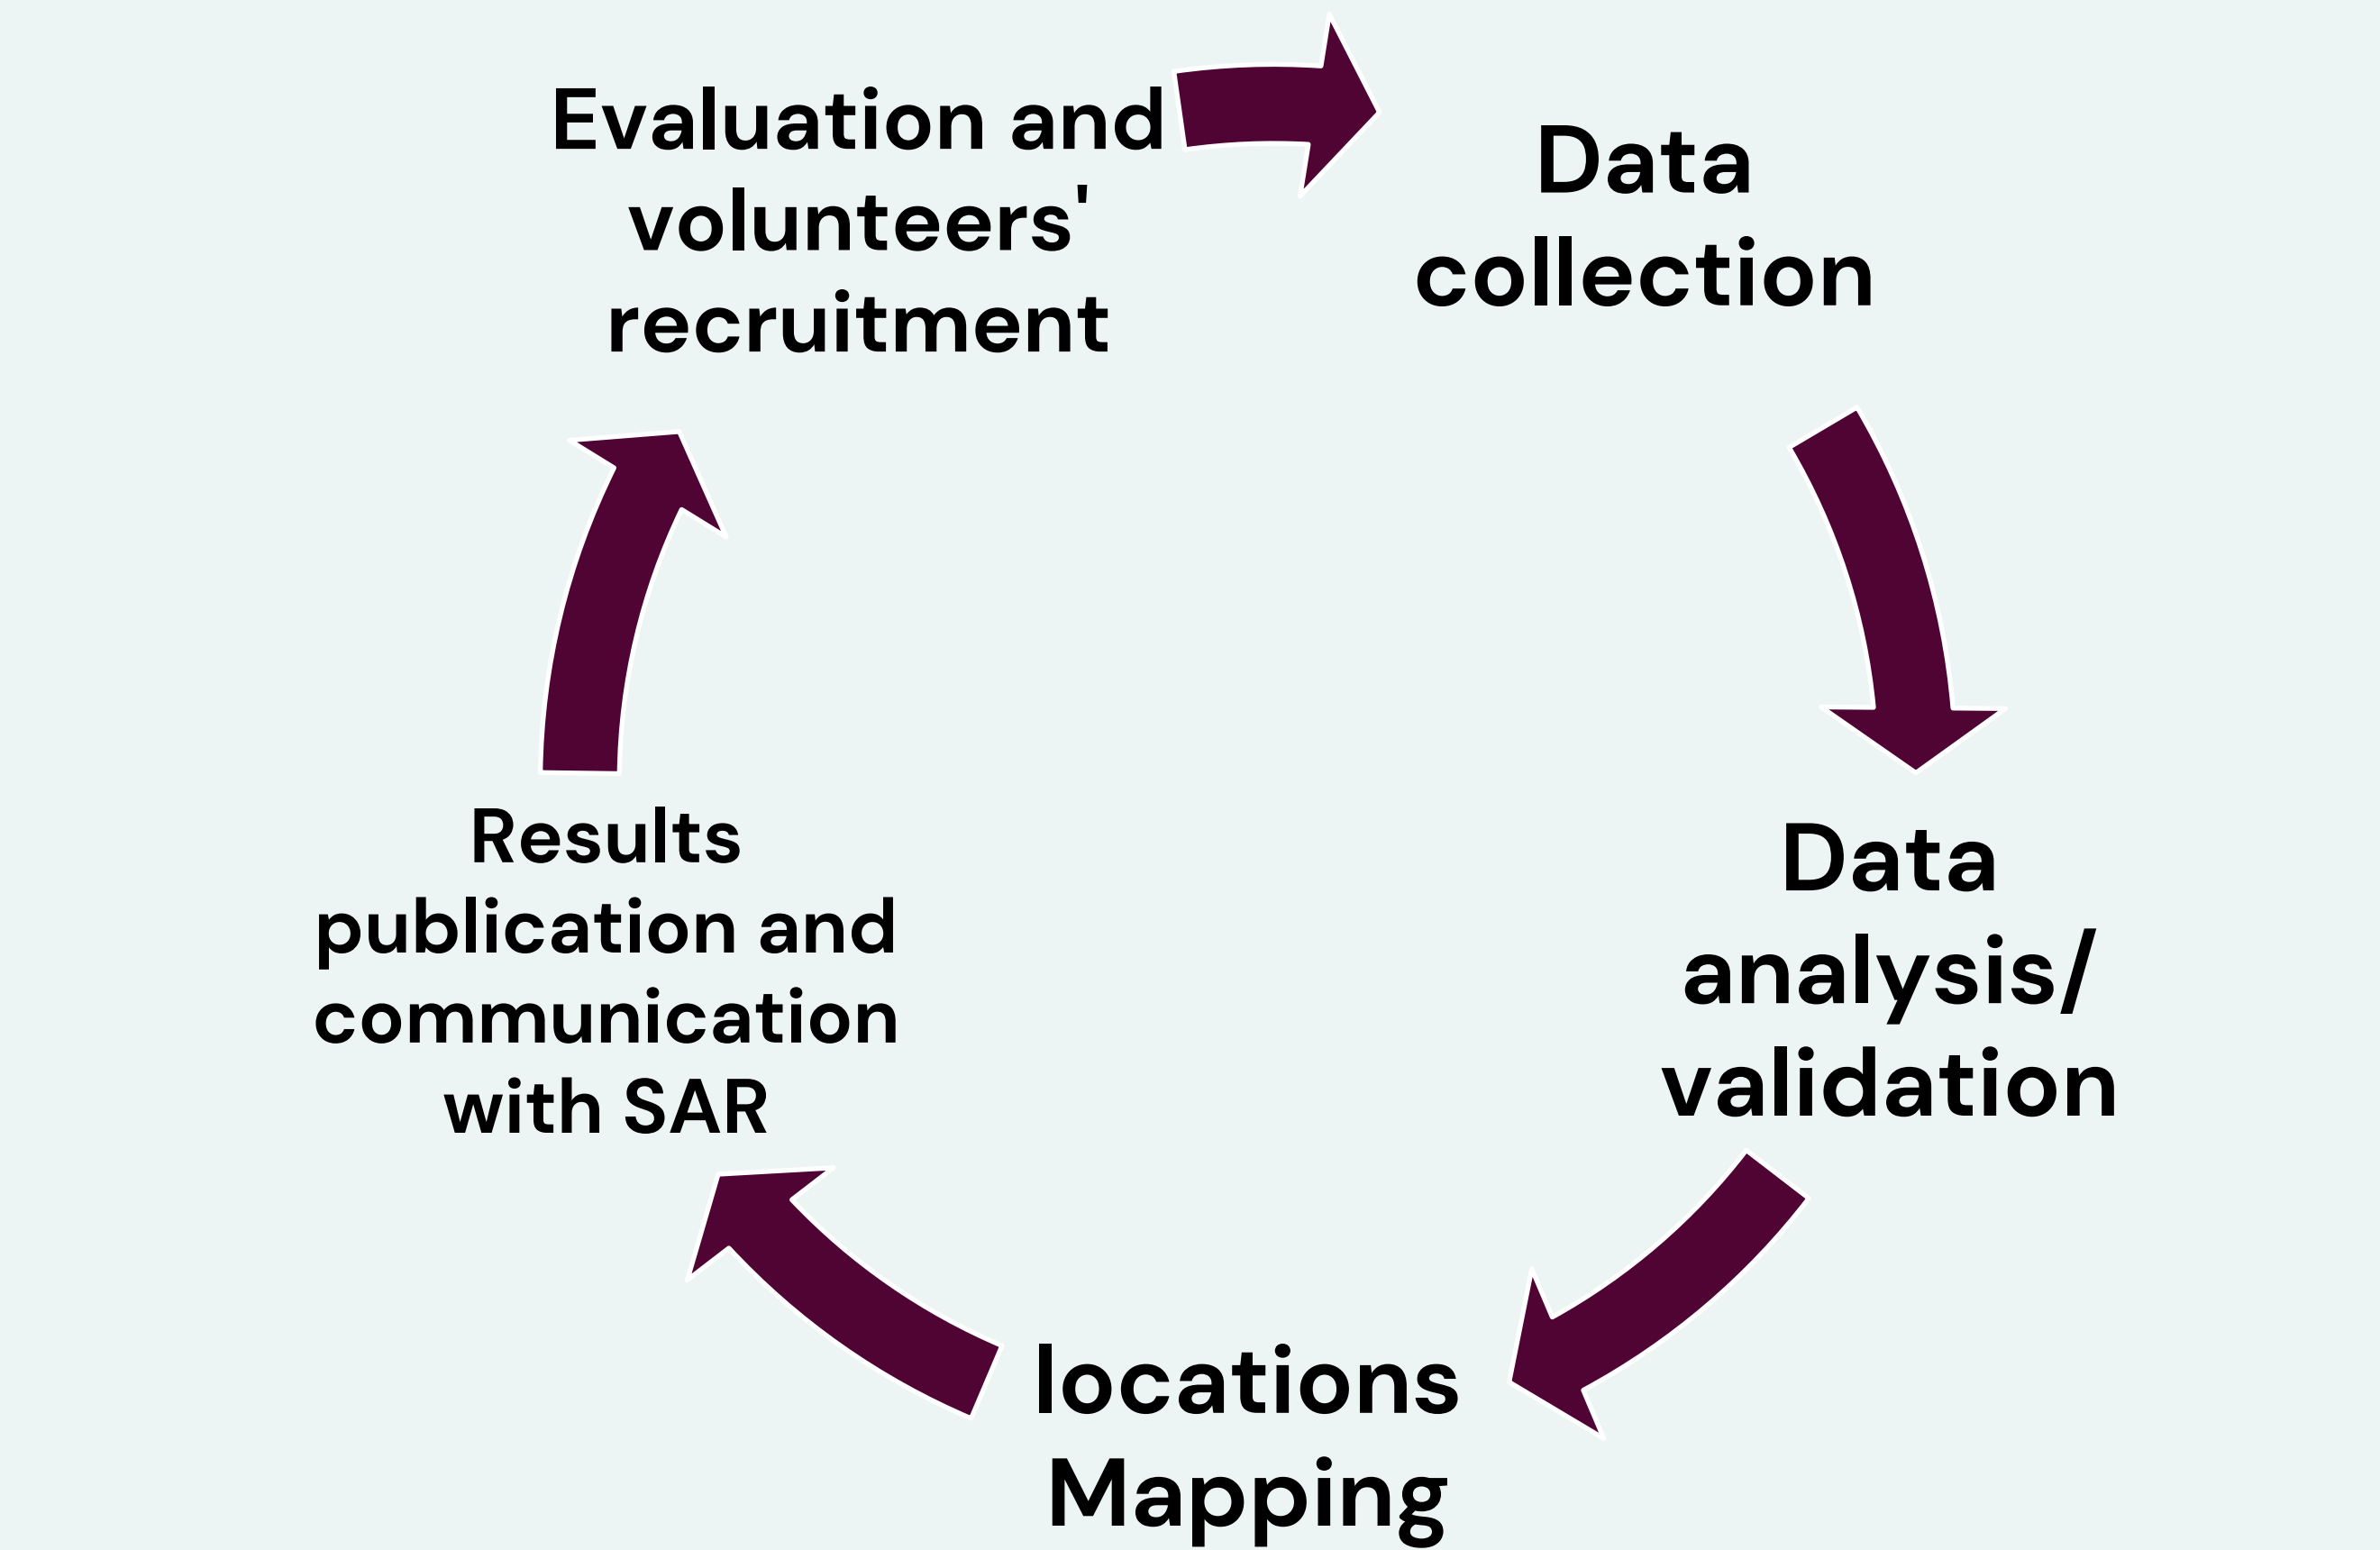 Evaluation and
volunteers'
recruitment
Data
collection
Data
analysis/
validation
locations
Mapping
Results
publication and
communication
with SAR